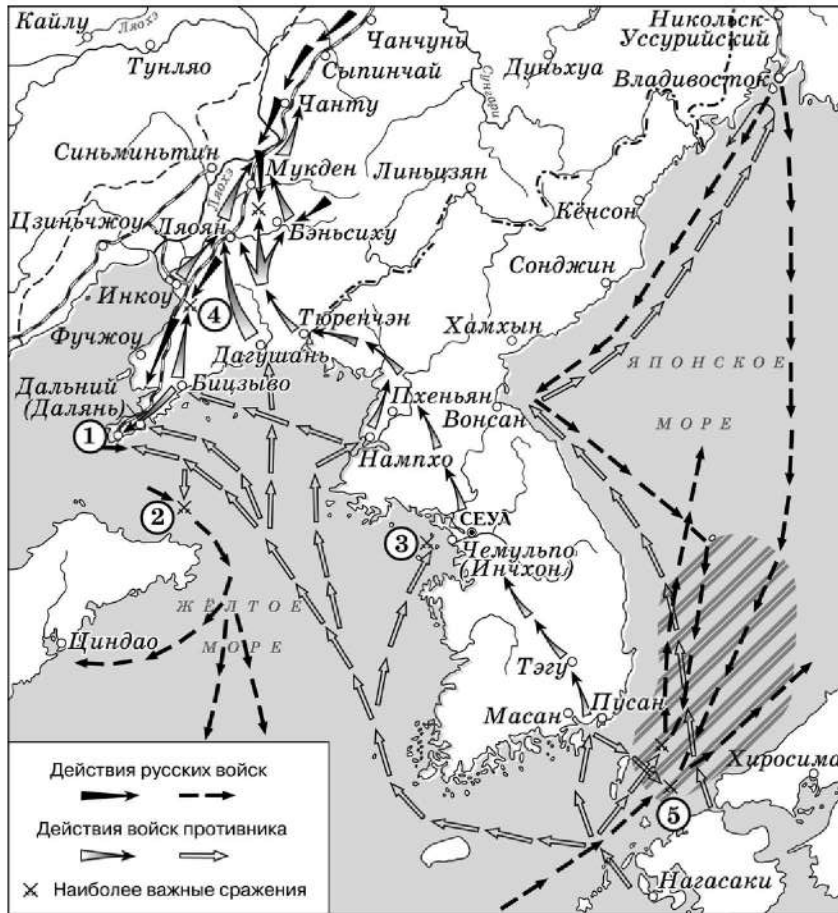 Кайлу
Ляохэ
Тунляо
Чанчунь
Сыпинчай
Сунгари
Дуньхуа
Никольск-
Уссурийский
Владивосток
Чанту
Синьминьтин
Ляохэ
Мукден
Линьцзян
Кёнсон
Цзиньчжоу
Ляоян
Бэньсиху
Сонджин
Инкоу
4
Тюренчэн
Хамхын
Фучжоу
Дагушань
ЯПОНСКОЕ
МОРЕ
Дальний
(Далянь)
Бицзыво
Пхеньян
Вонсан
1
Нампхо
2
3
СЕУЛ
Чемульпо
(Инчхон)
ЖЁЛТОЕ
МОРЕ
Циндао
Тэгу
Масан
Пусан
Хиросима
5
Нагасаки
Действия русских войск
Действия войск противника
Наиболее важные сражения